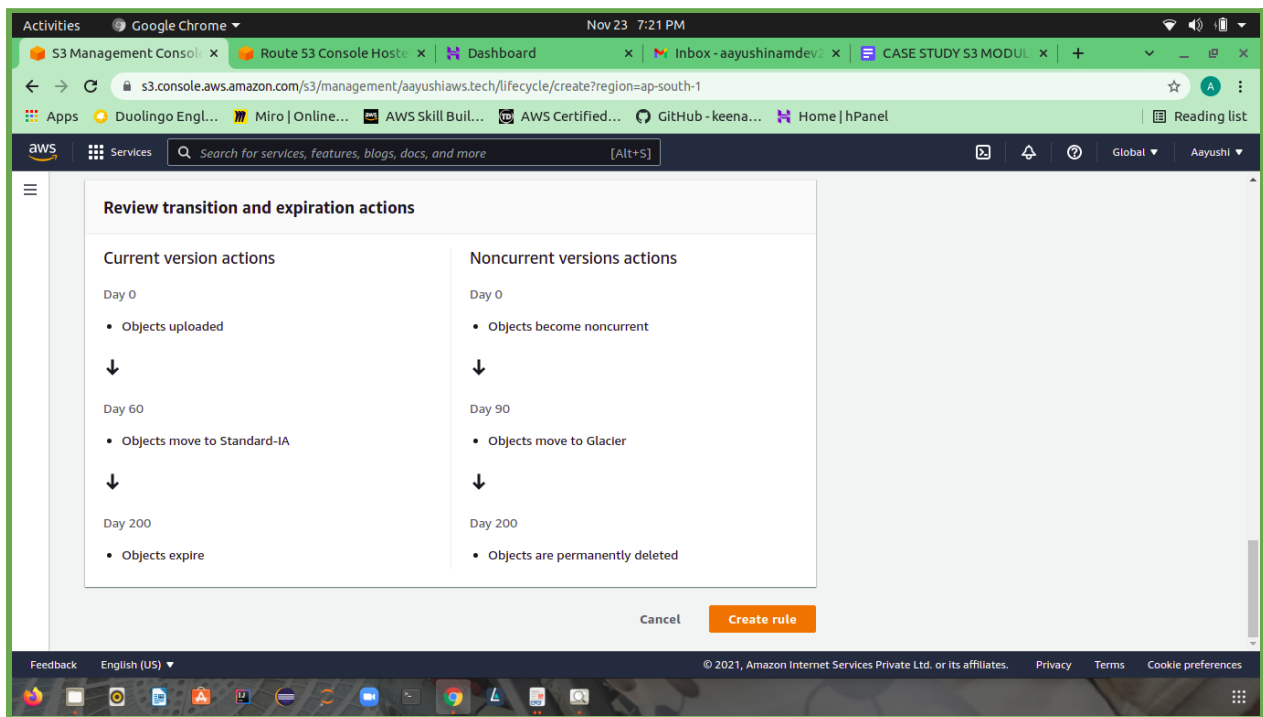 Activities Google Chrome Nov 23 7:21 PM
S3 Management Consol Route 53 Console Hoste Dashboard Inbox - aayushinamdev2 CASE STUDY S3 MODUL
s3.console.aws.amazon.com/s3/management/aayushiaws.tech/lifecycle/create?region=ap-south-1 A
Apps Duolingo Engl... Miro | Online... AWS Skill Buil... AWS Certified... GitHub - keena... Home | hPanel Reading list
aws Services Search for services, features, blogs, docs, and more [Alt+S] Global Aayushi
Review transition and expiration actions
Current version actions
Day 0
• Objects uploaded
Day 60
• Objects move to Standard-IA
Day 200
• Objects expire
Noncurrent versions actions
Day 0
• Objects become noncurrent
Day 90
• Objects move to Glacier
Day 200
• Objects are permanently deleted
Cancel Create rule
Feedback English (US) © 2021, Amazon Internet Services Private Ltd. or its affiliates. Privacy Terms Cookie preferences